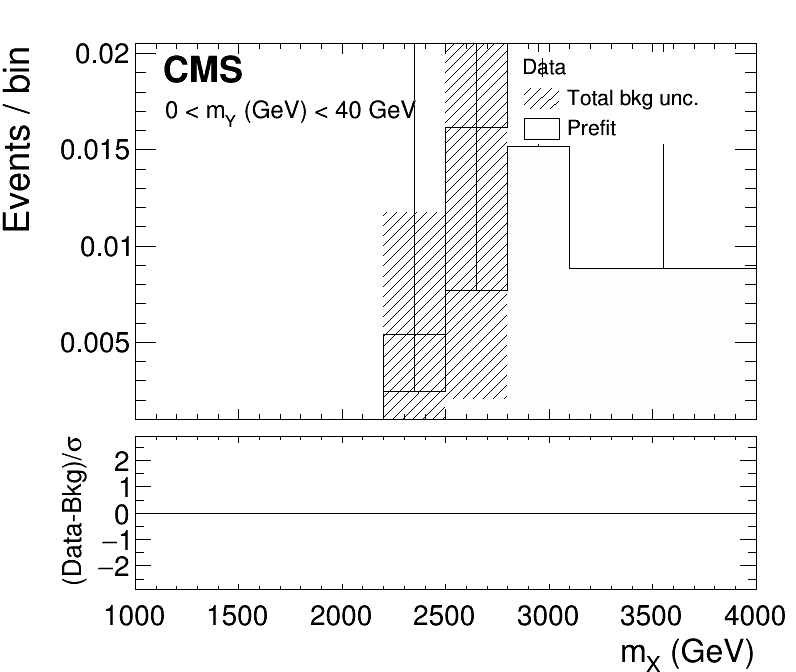 CMS
0 < mY (GeV) < 40 GeV
Data
Total bkg unc.
Prefit
Events / bin
0.02
0.015
0.01
0.005
(Data-Bkg)/σ
2
1
0
−1
−2
1000 1500 2000 2500 3000 3500 4000
mX (GeV)